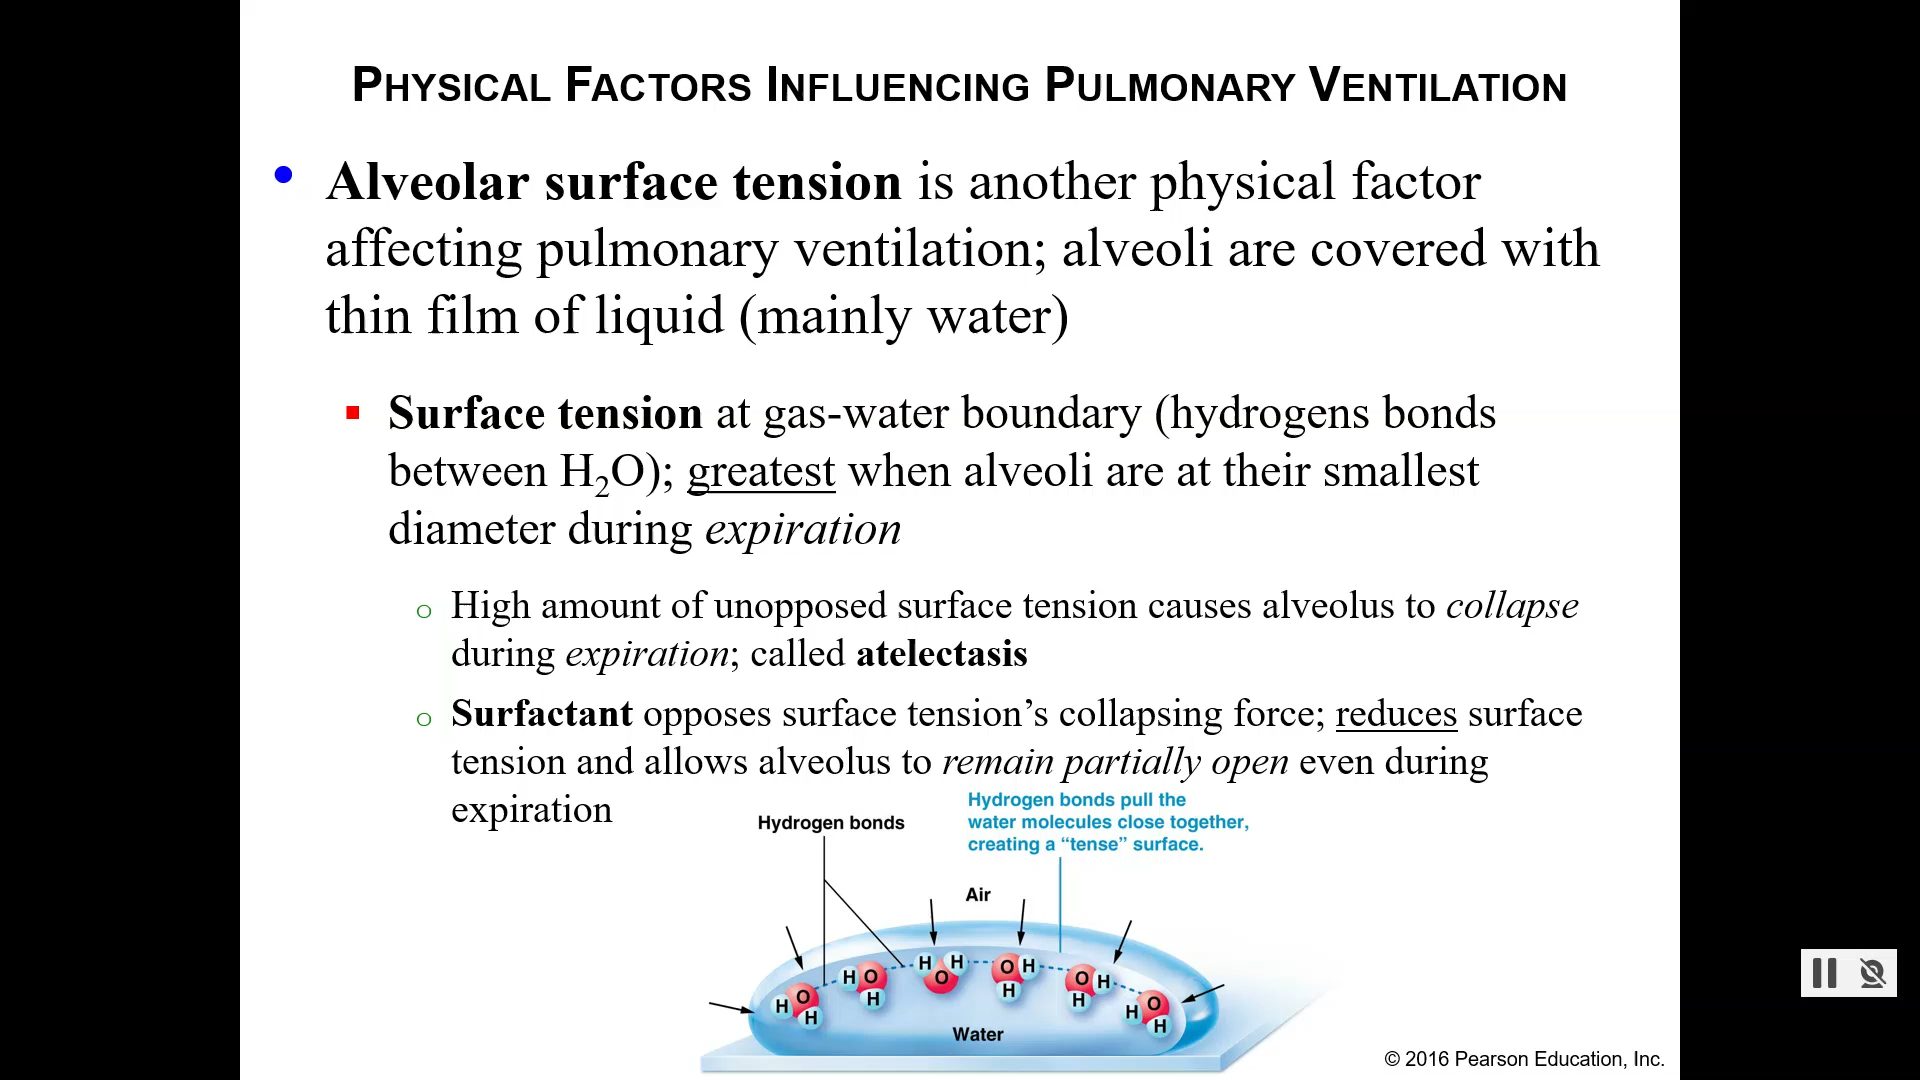 PHYSICAL FACTORS INFLUENCING PULMONARY VENTILATION
• Alveolar surface tension is another physical factor
affecting pulmonary ventilation; alveoli are covered with
thin film of liquid (mainly water)
▪ Surface tension at gas-water boundary (hydrogens bonds
between H₂O); greatest when alveoli are at their smallest
diameter during expiration
o High amount of unopposed surface tension causes alveolus to collapse
during expiration; called atelectasis
o Surfactant opposes surface tension’s collapsing force; reduces surface
tension and allows alveolus to remain partially open even during
expiration
Hydrogen bonds
Hydrogen bonds pull the
water molecules close together,
creating a “tense” surface.
Air
H O H
H O H
H H O
O H H
O H H
H O H
Water
© 2016 Pearson Education, Inc.